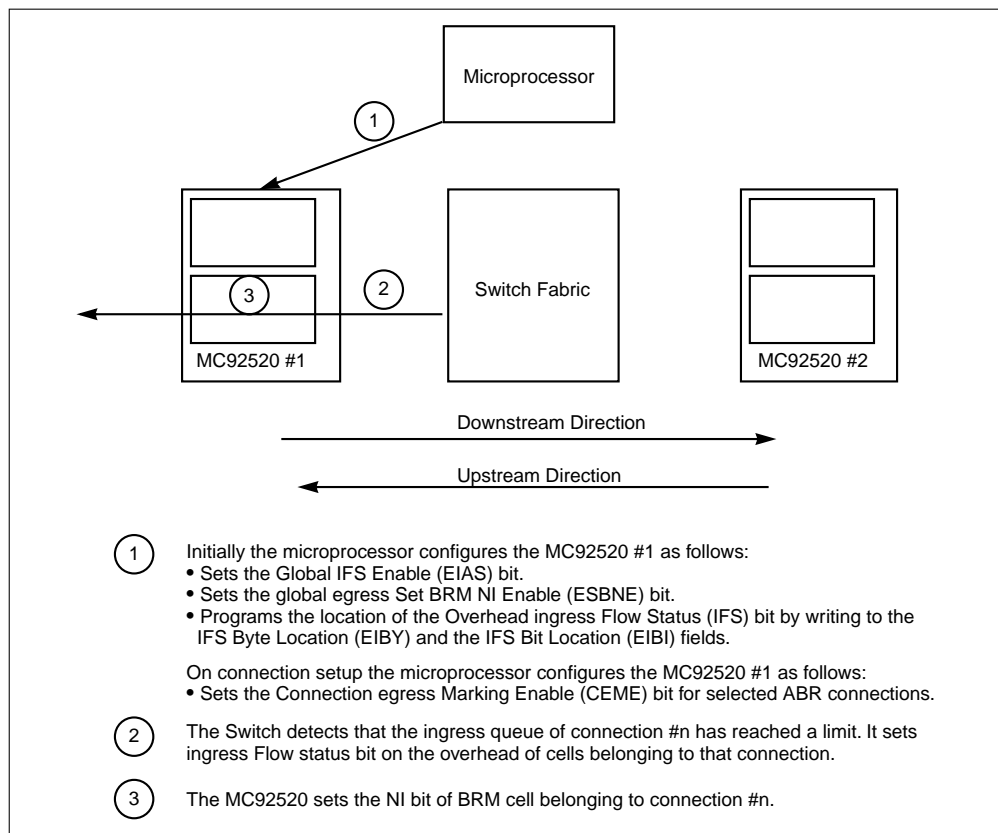 Microprocessor
1
3
2
Switch Fabric
MC92520 #1
MC92520 #2
Downstream Direction
Upstream Direction
1
Initially the microprocessor configures the MC92520 #1 as follows:
• Sets the Global IFS Enable (EIAS) bit.
• Sets the global egress Set BRM NI Enable (ESBNE) bit.
• Programs the location of the Overhead ingress Flow Status (IFS) bit by writing to the
IFS Byte Location (EIBY) and the IFS Bit Location (EIBI) fields.
On connection setup the microprocessor configures the MC92520 #1 as follows:
• Sets the Connection egress Marking Enable (CEME) bit for selected ABR connections.
2
The Switch detects that the ingress queue of connection #n has reached a limit. It sets
ingress Flow status bit on the overhead of cells belonging to that connection.
3
The MC92520 sets the NI bit of BRM cell belonging to connection #n.